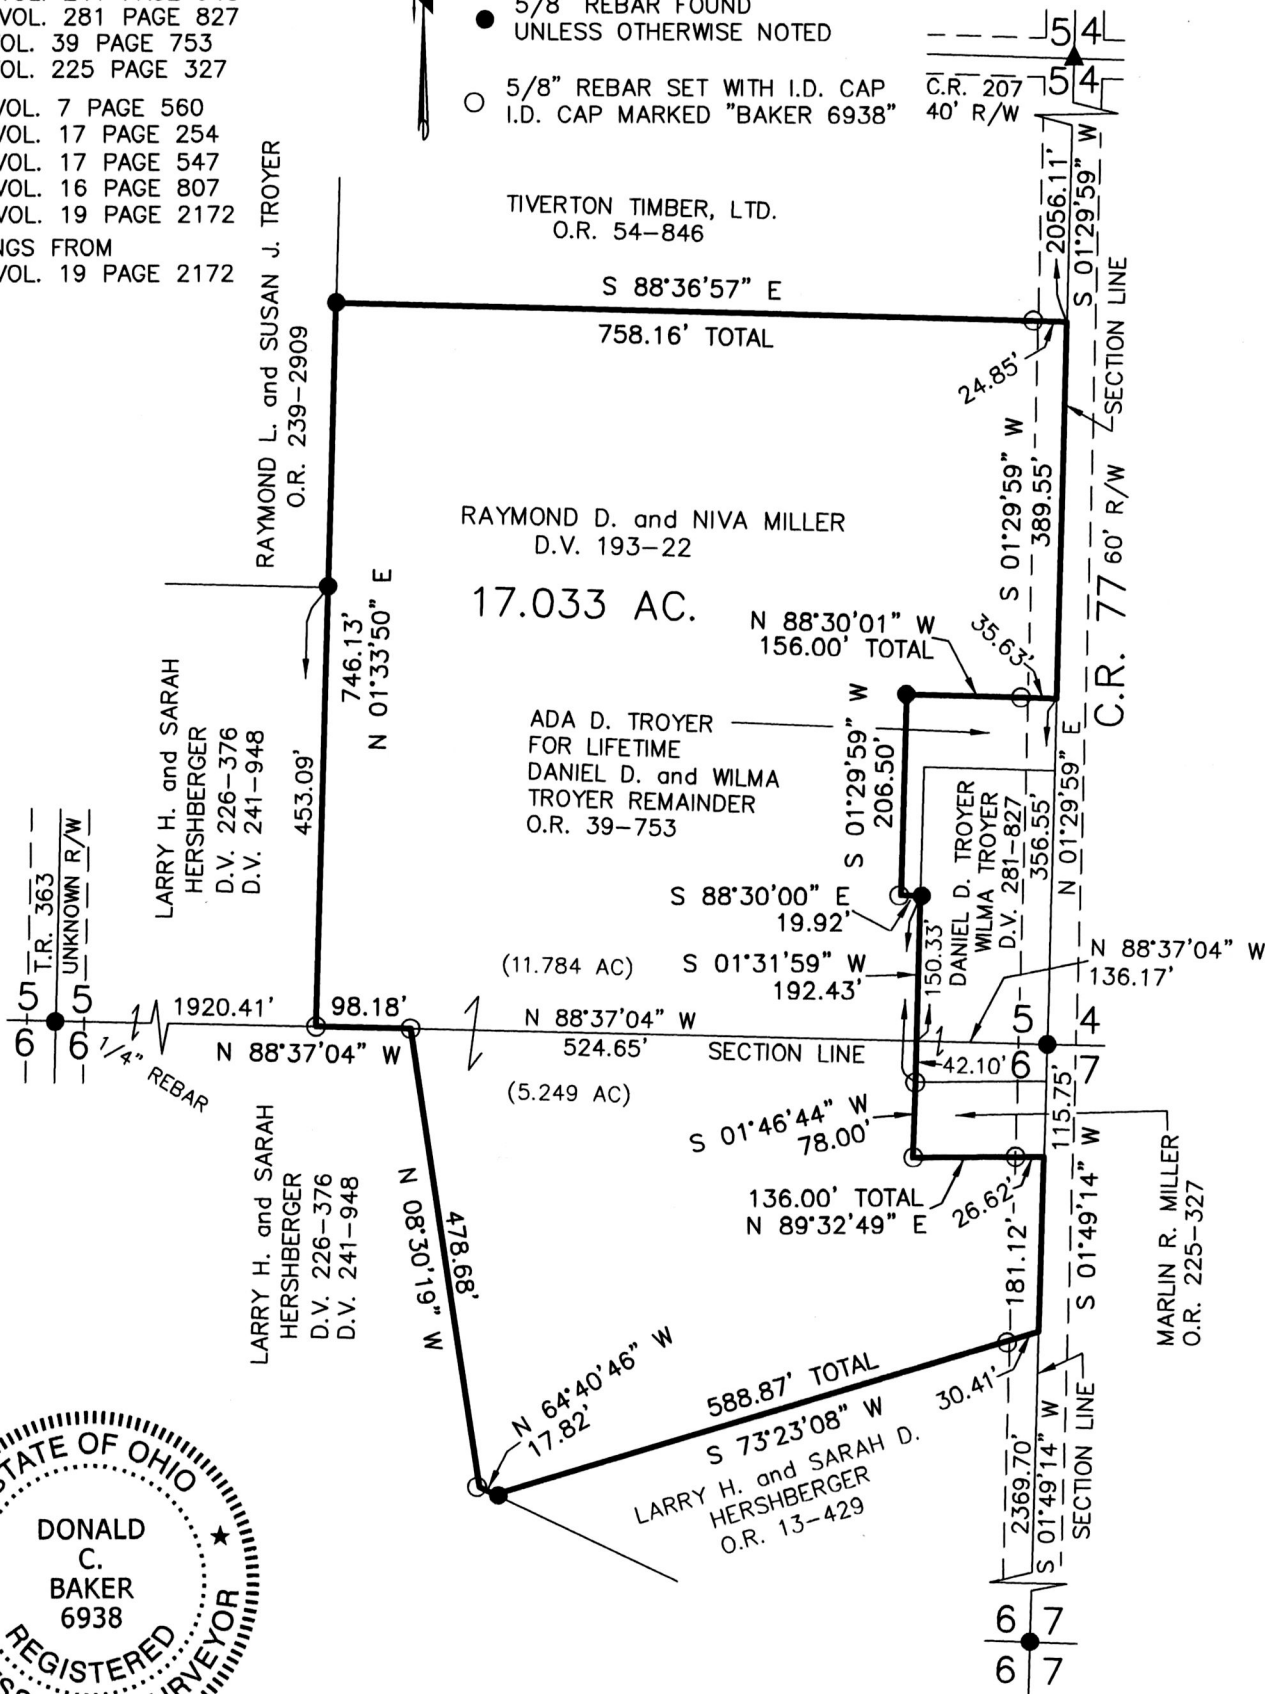 VOL. 281 PAGE 827
VOL. 39 PAGE 753
VOL. 225 PAGE 327
VOL. 7 PAGE 560
VOL. 17 PAGE 254
VOL. 17 PAGE 547
VOL. 16 PAGE 807
VOL. 19 PAGE 2172
NGS FROM
VOL. 19 PAGE 2172
5/8" REBAR FOUND
UNLESS OTHERWISE NOTED
5/8" REBAR SET WITH I.D. CAP
I.D. CAP MARKED "BAKER 6938"
5 4
5 4
C.R. 207
40' R/W
2056.11'
S 01°29'59" W
SECTION LINE
TIVERTON TIMBER, LTD.
O.R. 54-846
S 88°36'57" E
758.16' TOTAL
24.85'
RAYMOND L. and SUSAN J. TROYER
O.R. 239-2909
S 01°29'59" W
389.55'
C.R. 77 60' R/W
RAYMOND D. and NIVA MILLER
D.V. 193-22
17.033 AC.
N 88°30'01" W
156.00' TOTAL
35.63'
746.13'
N 01°33'50" E
453.09'
LARRY H. and SARAH
HERSHBERGER
D.V. 226-376
D.V. 241-948
ADA D. TROYER
FOR LIFETIME
DANIEL D. and WILMA
TROYER REMAINDER
O.R. 39-753
S 01°29'59" W
206.50'
DANIEL D. TROYER
WILMA TROYER
D.V. 281-827
356.55'
N 01°29'59" E
S 88°30'00" E
19.92'
S 01°31'59" W
192.43'
150.33'
N 88°37'04" W
136.17'
T.R. 363
UNKNOWN R/W
5 5
6 6
1/4" REBAR
1920.41'
98.18'
N 88°37'04" W
(11.784 AC)
N 88°37'04" W
524.65'
SECTION LINE
(5.249 AC)
5 4
6 7
42.10'
115.75'
S 01°46'44" W
78.00'
136.00' TOTAL
N 89°32'49" E
26.62'
181.12'
S 01°49'14" W
MARLIN R. MILLER
O.R. 225-327
LARRY H. and SARAH
HERSHBERGER
D.V. 226-376
D.V. 241-948
478.68'
N 08°30'19" W
N 64°40'46" W
17.82'
588.87' TOTAL
S 73°23'08" W
30.41'
LARRY H. and SARAH D.
HERSHBERGER
O.R. 13-429
2369.70'
S 01°49'14" W
SECTION LINE
6 7
6 7
STATE OF OHIO
DONALD
C.
BAKER
6938
REGISTERED